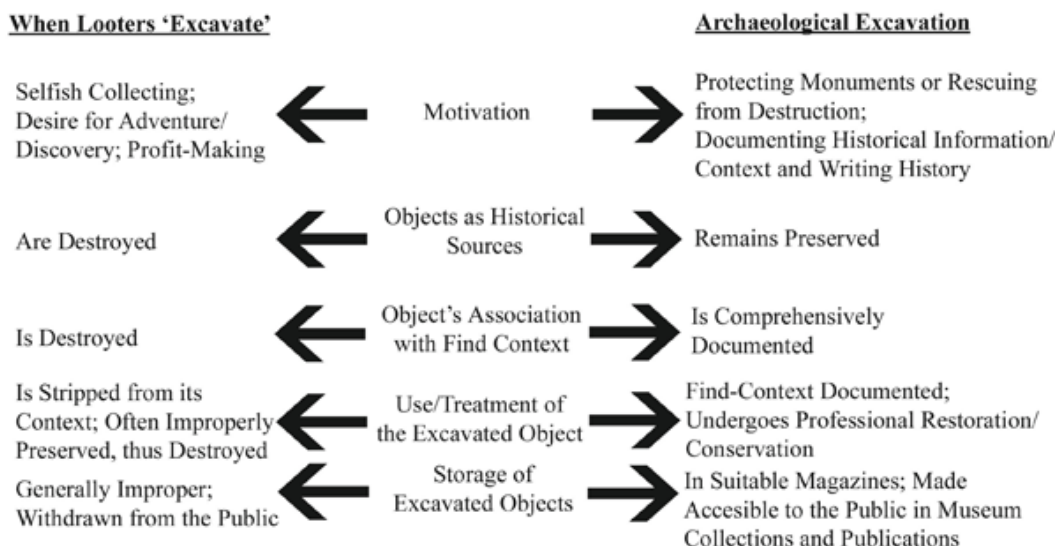 When Looters ‘Excavate’
Archaeological Excavation
Selfish Collecting;
Desire for Adventure/
Discovery; Profit-Making
Motivation
Protecting Monuments or Rescuing
from Destruction;
Documenting Historical Information/
Context and Writing History
Are Destroyed
Objects as Historical
Sources
Remains Preserved
Is Destroyed
Object’s Association
with Find Context
Is Comprehensively
Documented
Is Stripped from its
Context; Often Improperly
Preserved, thus Destroyed
Use/Treatment of
the Excavated Object
Find-Context Documented;
Undergoes Professional Restoration/
Conservation
Generally Improper;
Withdrawn from the Public
Storage of
Excavated Objects
In Suitable Magazines; Made
Accesible to the Public in Museum
Collections and Publications